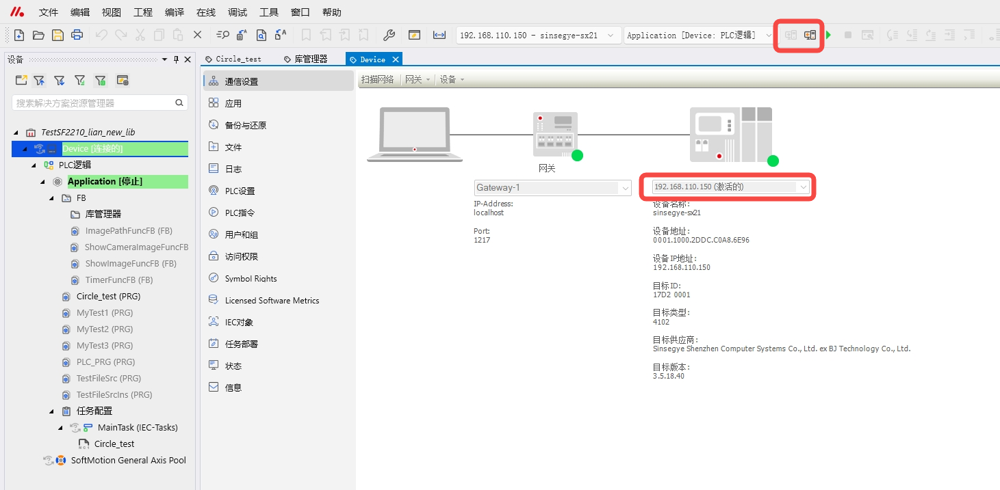 文件 编辑 视图 工程 编译 在线 调试 工具 窗口 帮助
192.168.110.150 - sinsegye-sx21
Application [Device: PLC逻辑]
设备
Circle_test
库管理器
Device
搜索解决方案资源管理器
TestSF2210_lian_new_lib
Device [连接的]
PLC逻辑
Application [停止]
FB
库管理器
ImagePathFuncFB (FB)
ShowCameraImageFuncFB
ShowImageFuncFB (FB)
TimerFuncFB (FB)
Circle_test (PRG)
MyTest1 (PRG)
MyTest2 (PRG)
MyTest3 (PRG)
PLC_PRG (PRG)
TestFileSrc (PRG)
TestFileSrcIns (PRG)
任务配置
MainTask (IEC-Tasks)
Circle_test
SoftMotion General Axis Pool
通信设置
应用
备份与还原
文件
日志
PLC设置
PLC指令
用户和组
访问权限
Symbol Rights
Licensed Software Metrics
IEC对象
任务部署
状态
信息
扫描网络 网关 设备
网关
Gateway-1
IP-Address:
localhost
Port:
1217
192.168.110.150 (激活的)
设备名称:
sinsegye-sx21
设备地址:
0001.1000.2DDC.C0A8.6E96
设备IP地址:
192.168.110.150
目标ID:
17D2 0001
目标类型:
4102
目标供应商:
Sinsegye Shenzhen Computer Systems Co., Ltd. ex BJ Technology Co., Ltd.
目标版本:
3.5.18.40